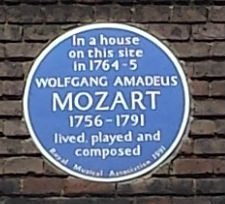 In a house
on this site
in 1764-5
WOLFGANG AMADEUS
MOZART
1756-1791
lived, played and
composed
Royal Musical Association 1991